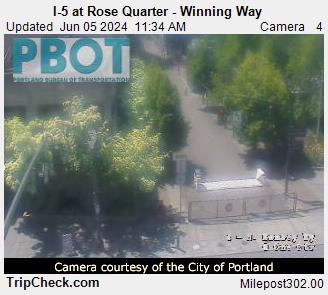 I-5 at Rose Quarter - Winning Way
Updated Jun 05 2024 11:34 AM Camera 4
PBOT
PORTLAND BUREAU OF TRANSPORTATION
Camera courtesy of the City of Portland
TripCheck.com Milepost302.00